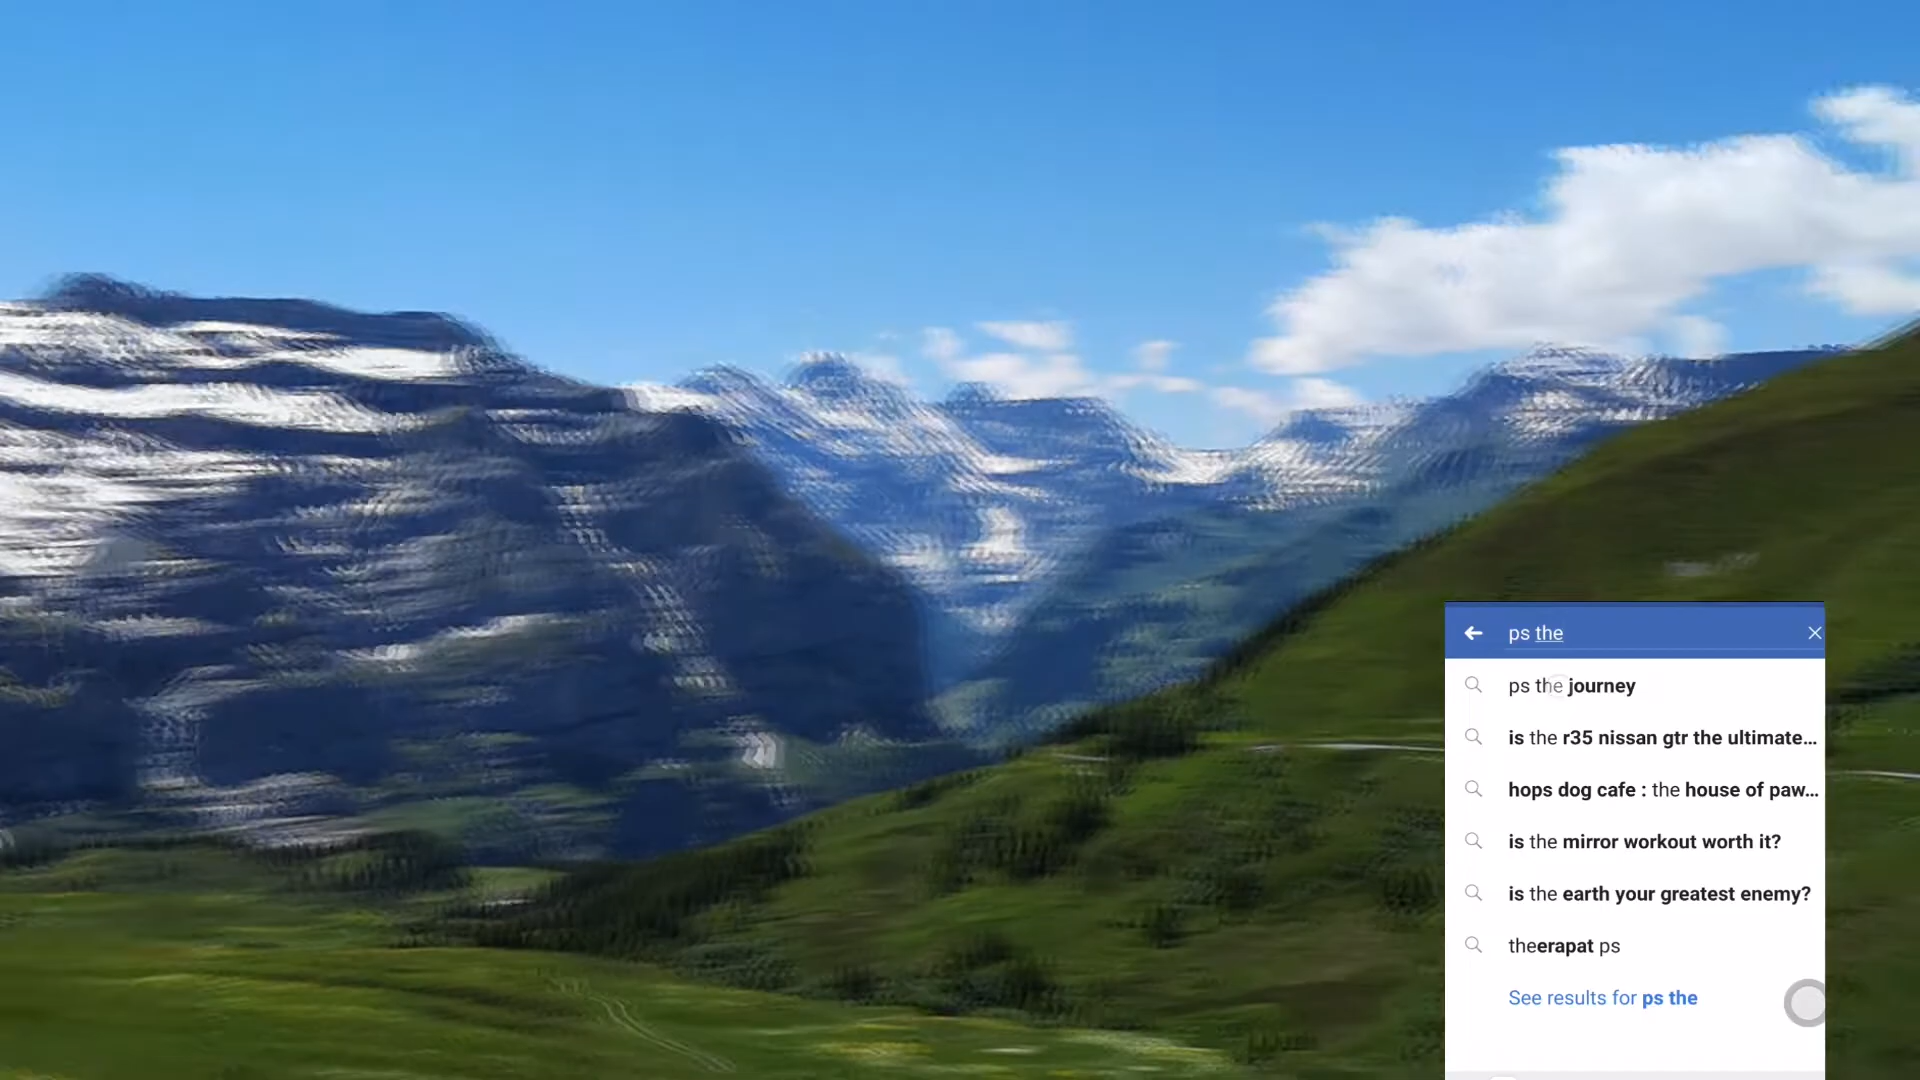 ps the
ps the journey
is the r35 nissan gtr the ultimate...
hops dog cafe : the house of paw...
is the mirror workout worth it?
is the earth your greatest enemy?
theerapat ps
See results for ps the